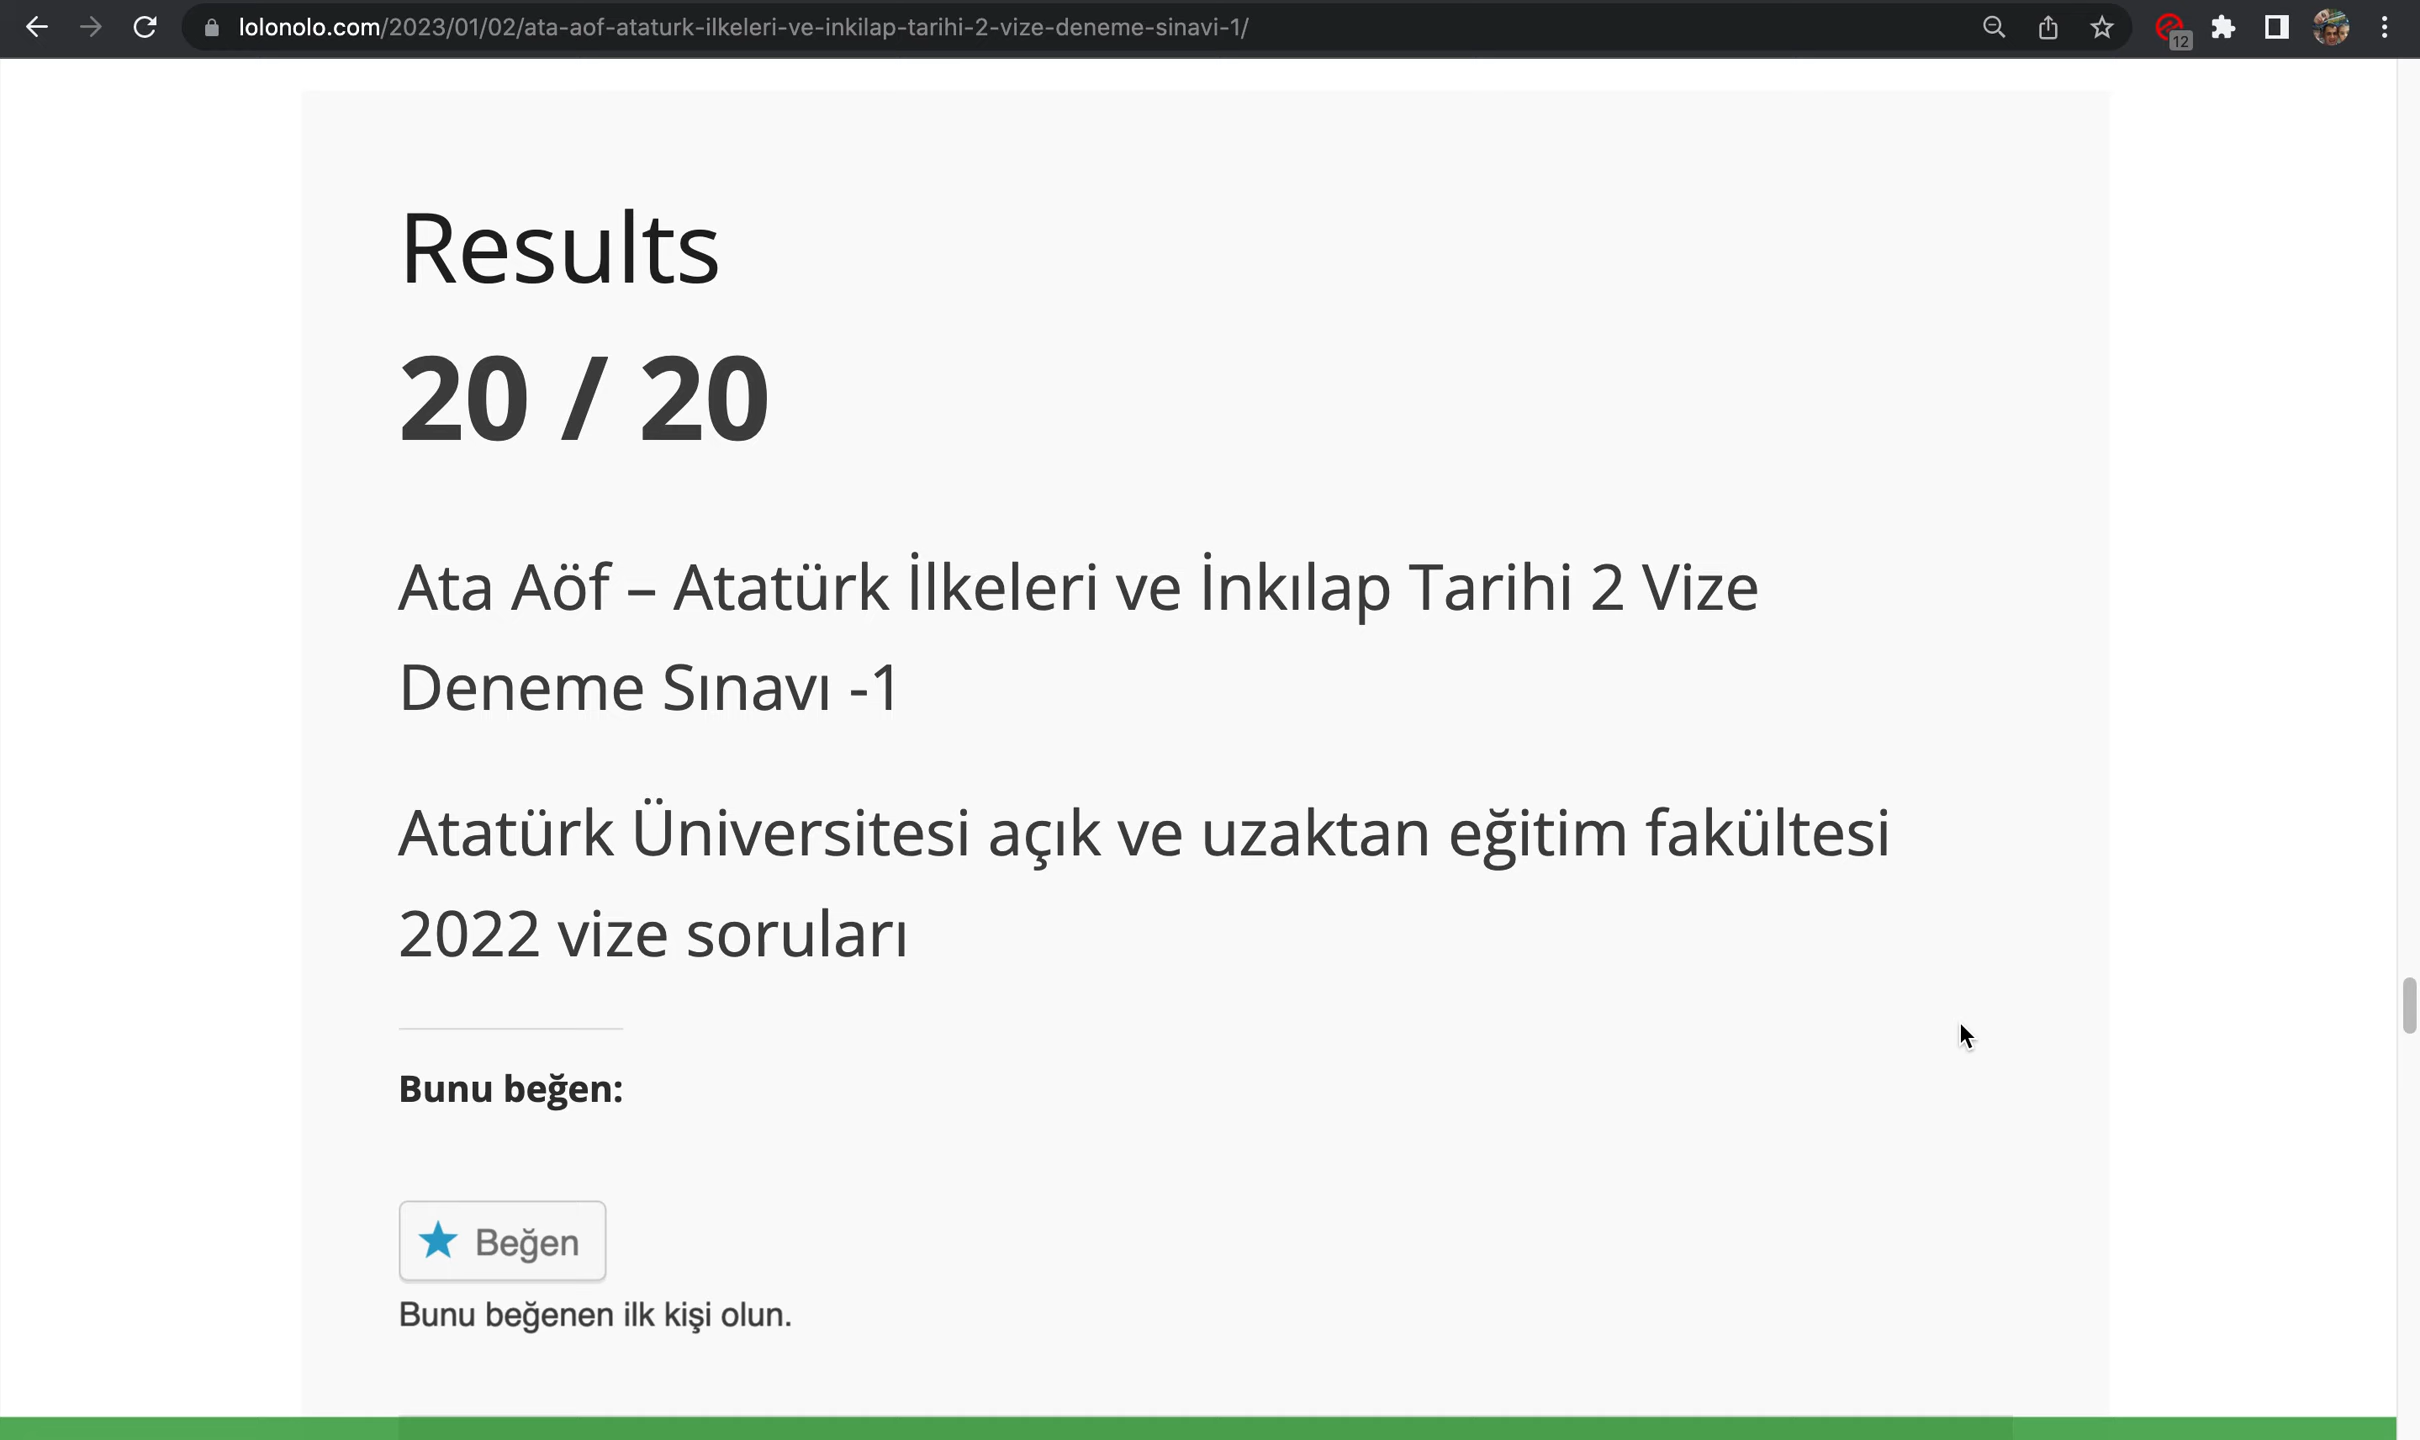 lolonolo.com/2023/01/02/ata-aof-ataturk-ilkeleri-ve-inkilap-tarihi-2-vize-deneme-sinavi-1/
12
Results
20 / 20
Ata Aöf – Atatürk İlkeleri ve İnkılap Tarihi 2 Vize
Deneme Sınavı -1
Atatürk Üniversitesi açık ve uzaktan eğitim fakültesi
2022 vize soruları
Bunu beğen:
Beğen
Bunu beğenen ilk kişi olun.